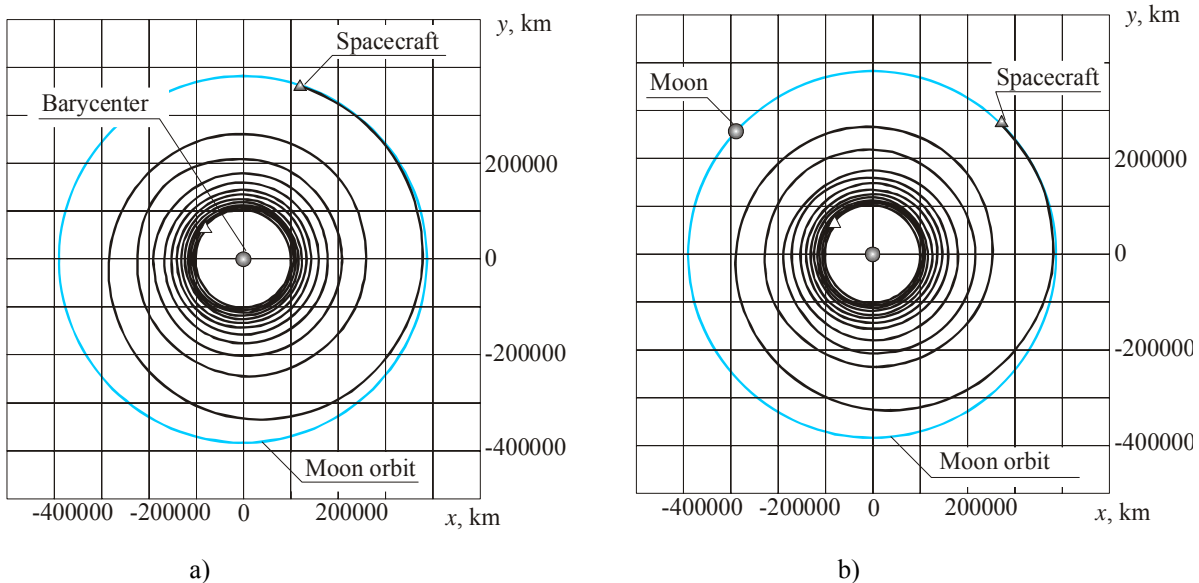 y, km
Spacecraft
Barycenter
200000
0
-200000
-400000
Moon orbit
-400000 -200000 0 200000 x, km
a)
y, km
Moon
Spacecraft
200000
0
-200000
-400000
Moon orbit
-400000 -200000 0 200000 x, km
b)